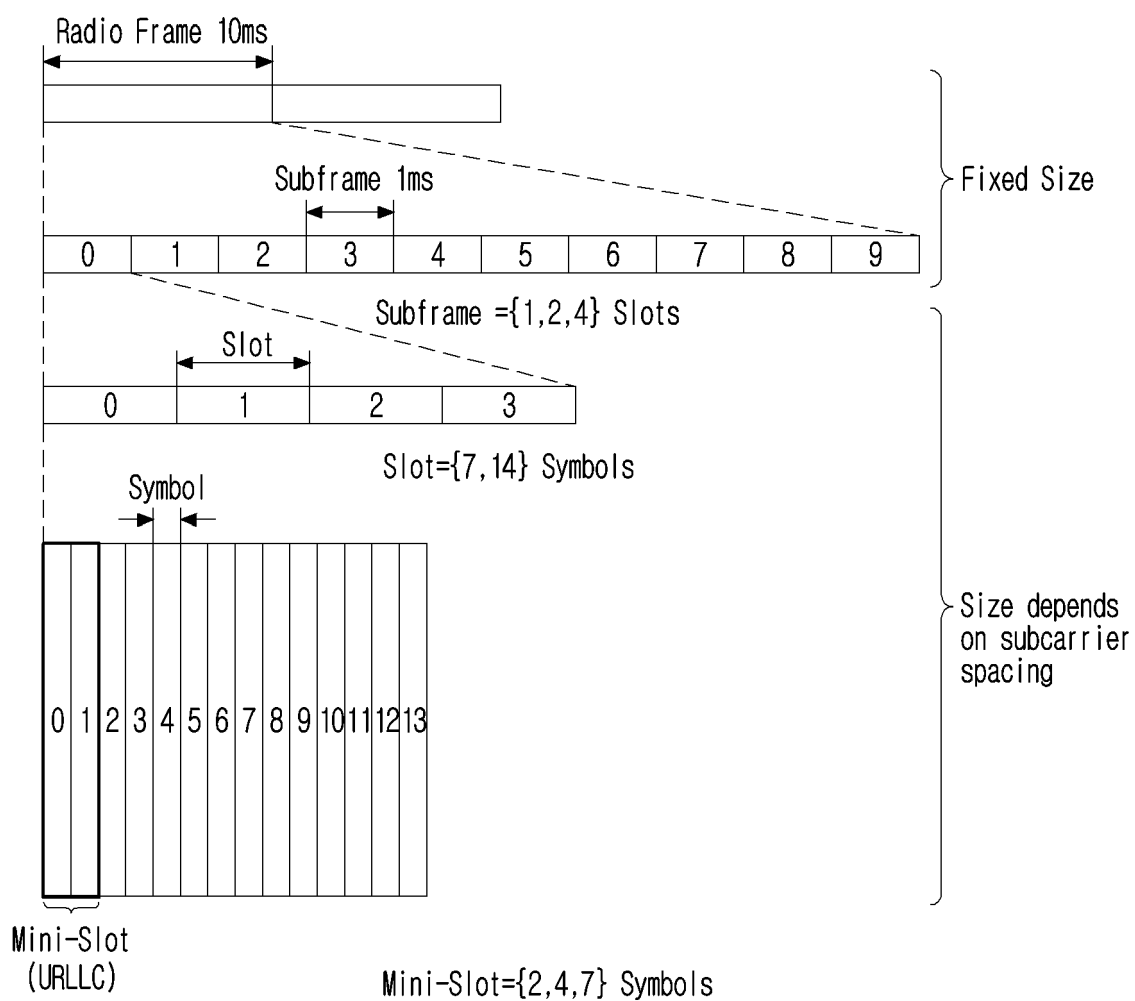 Radio Frame 10ms
Subframe 1ms
Fixed Size
0 1 2 3 4 5 6 7 8 9
Subframe ={1,2,4} Slots
Slot
0 1 2 3
Slot={7,14} Symbols
Symbol
Size depends
on subcarrier
spacing
0 1 2 3 4 5 6 7 8 9 10 11 12 13
Mini-Slot
(URLLC)
Mini-Slot={2,4,7} Symbols